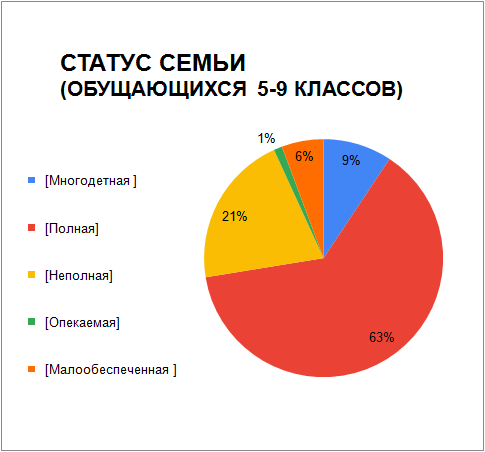 СТАТУС СЕМЬИ
(ОБУЩАЮЩИХСЯ 5-9 КЛАССОВ)
1%
6%
9%
[Многодетная ]
21%
[Полная]
[Неполная]
[Опекаемая]
63%
[Малообеспеченная ]